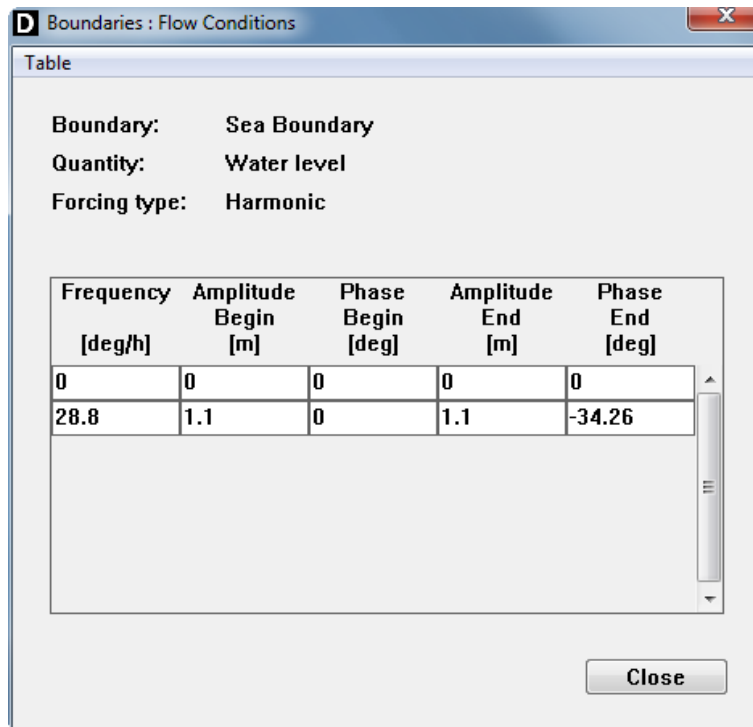 D Boundaries : Flow Conditions
X
Table
Boundary: Sea Boundary
Quantity: Water level
Forcing type: Harmonic
Frequency Amplitude Phase Amplitude Phase
Begin Begin End End
[deg/h] [m] [deg] [m] [deg]
0 0 0 0 0
28.8 1.1 0 1.1 -34.26
Close